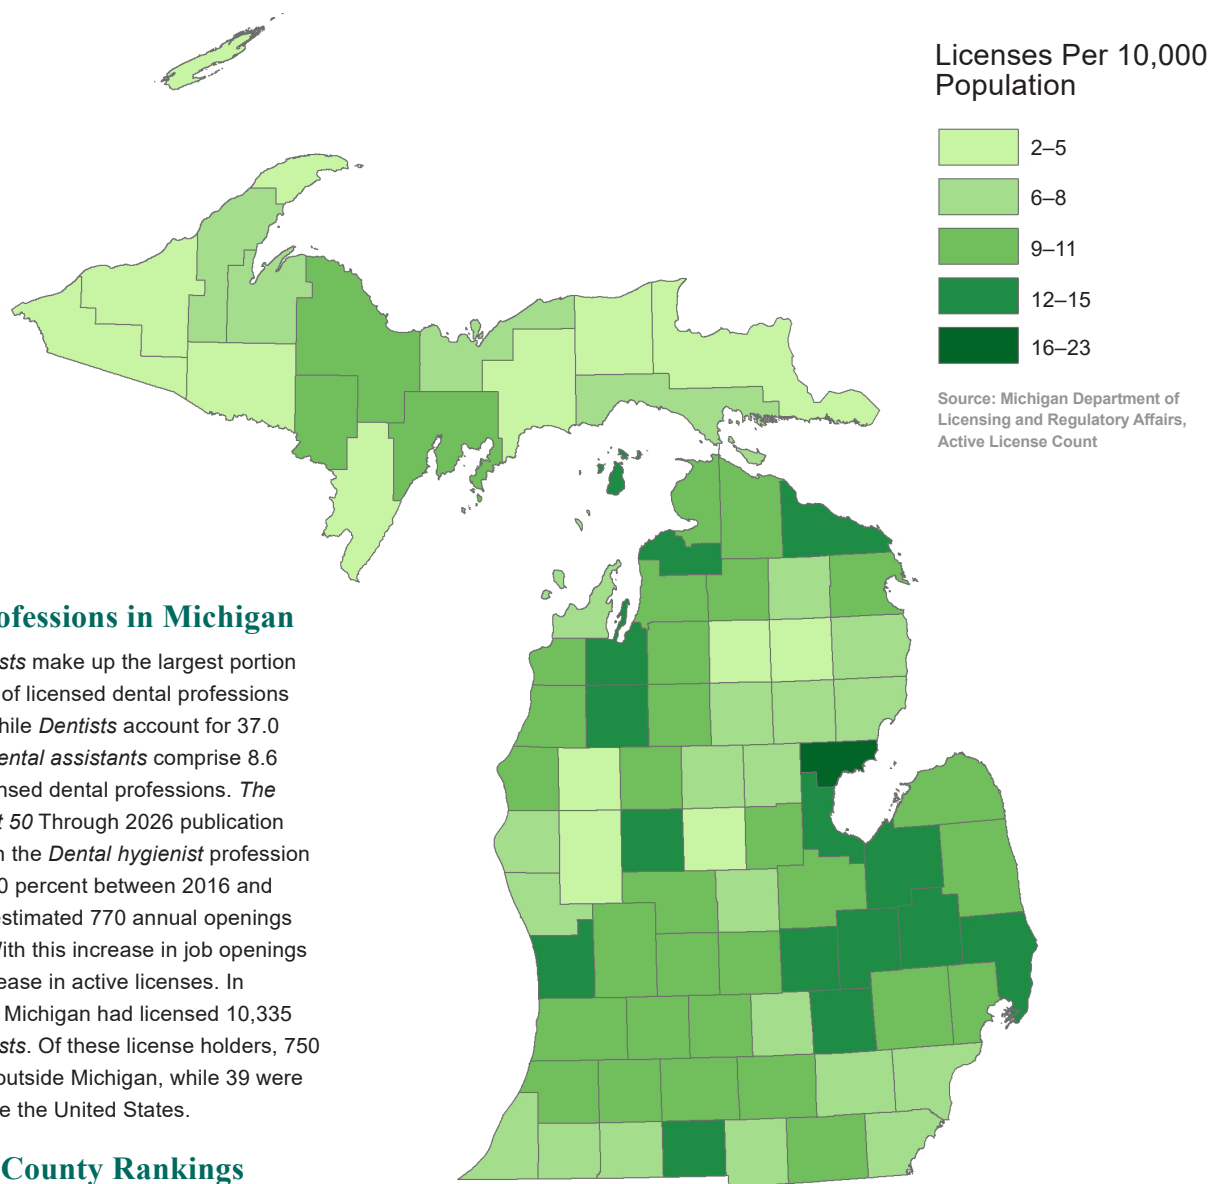 Licenses Per 10,000
Population
2–5
6–8
9–11
12–15
16–23
Source: Michigan Department of
Licensing and Regulatory Affairs,
Active License Count
ofessions in Michigan
sts make up the largest portion
of licensed dental professions
hile Dentists account for 37.0
ental assistants comprise 8.6
nsed dental professions. The
t 50 Through 2026 publication
n the Dental hygienist profession
0 percent between 2016 and
estimated 770 annual openings
With this increase in job openings
ease in active licenses. In
Michigan had licensed 10,335
sts. Of these license holders, 750
outside Michigan, while 39 were
e the United States.
County Rankings